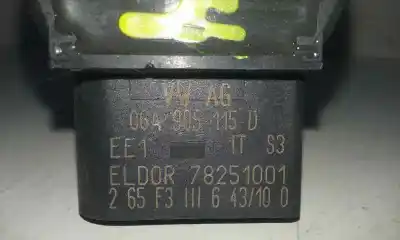 VW AG
06A 905 115 D
EE1 IT S3
ELDOR 78251001
2 65 F3 III 6 43/10 0